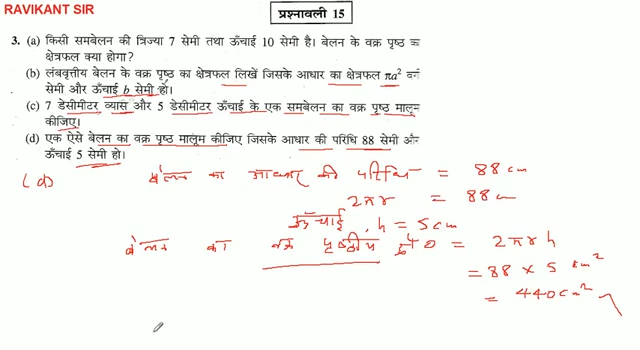 RAVIKANT SIR
प्रश्नावली 15
3. (a) किसी समबेलन की त्रिज्या 7 सेमी तथा ऊँचाई 10 सेमी है। बेलन के वक्र पृष्ठ का
क्षेत्रफल क्या होगा?
(b) लंबवृत्तीय बेलन के वक्र पृष्ठ का क्षेत्रफल लिखें जिसके आधार का क्षेत्रफल πa² वर्ग
सेमी और ऊँचाई b सेमी हो।
(c) 7 डेसीमीटर व्यास और 5 डेसीमीटर ऊँचाई के एक समबेलन का वक्र पृष्ठ मालूम
कीजिए।
(d) एक ऐसे बेलन का वक्र पृष्ठ मालूम कीजिए जिसके आधार की परिधि 88 सेमी और
ऊँचाई 5 सेमी हो।
(d) बेलन का आधार की परिधि = 88 cm
2πr = 88 cm
ऊँचाई, h = 5 cm
बेलन का वक्र पृष्ठीय = 2πrh
= 88 × 5 cm²
= 440 cm²